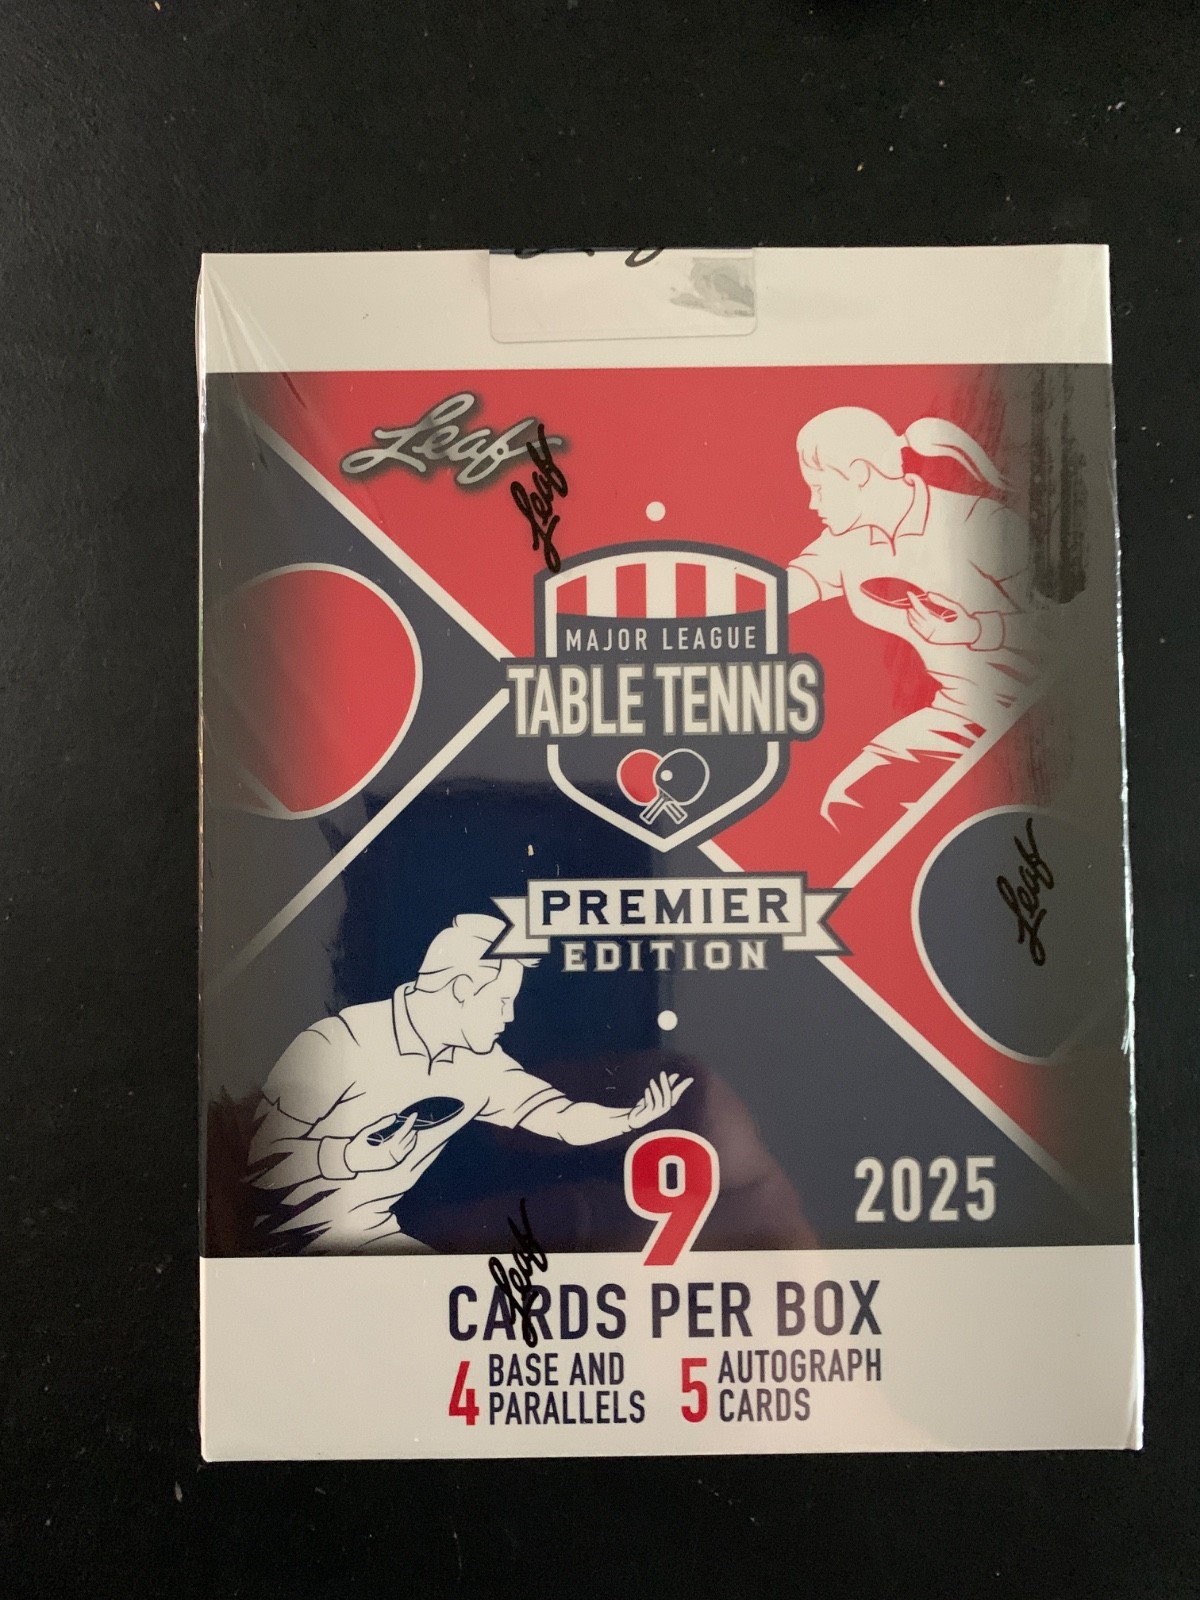 Leaf
Leaf
MAJOR LEAGUE
TABLE TENNIS
Leaf
PREMIER
EDITION
2025
Leaf
9
CARDS PER BOX
4 BASE AND
PARALLELS
5 AUTOGRAPH
CARDS